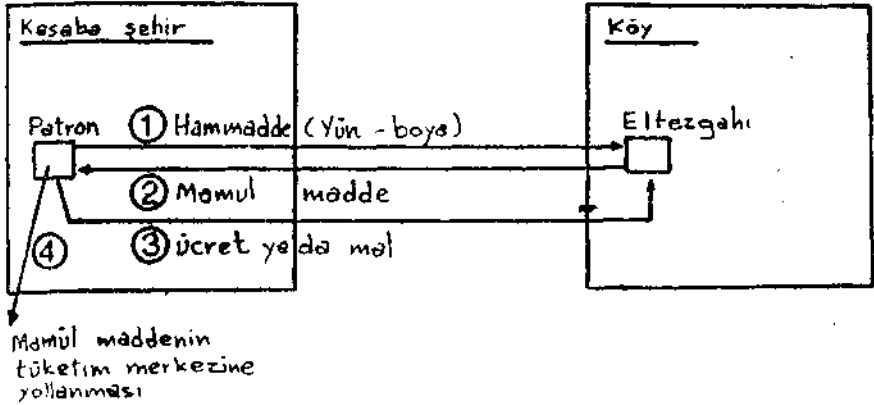 Kasaba şehir
Köy
Patron
① Hammadde (Yün - boya)
Eltezgahı
② Mamul madde
③ ücret ya da mal
④
Mamül maddenin
tüketim merkezine
yollanması